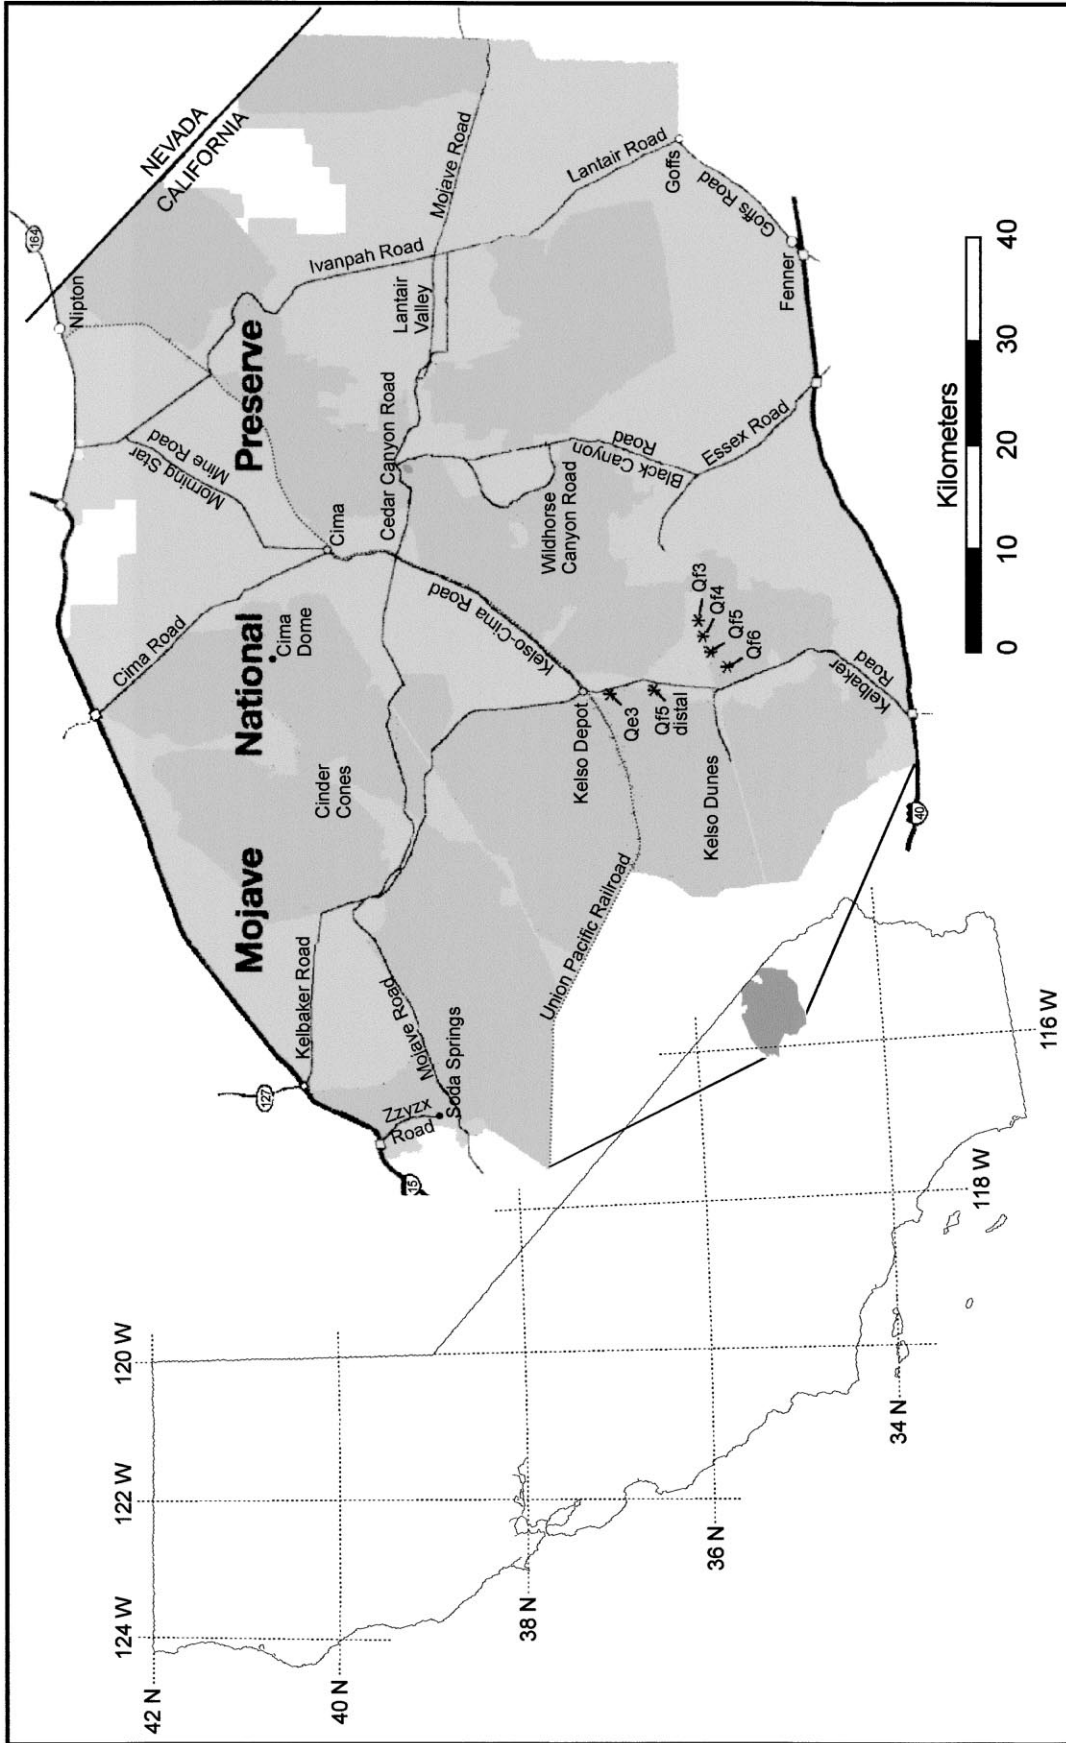 42 N
40 N
38 N
36 N
34 N
124 W
122 W
120 W
118 W
116 W
Mojave National Preserve
NEVADA
CALIFORNIA
164
Nipton
127
15
40
Cima Road
Morning Star
Mine Road
Ivanpah Road
Cima
Cima
Dome
Cinder
Cones
Kelbaker Road
Mojave Road
Zzyzx
Road
Soda Springs
Cedar Canyon Road
Lantair
Valley
Mojave Road
Lantair Road
Goffs
Goffs Road
Fenner
Kelso-Cima Road
Wildhorse
Canyon Road
Black Canyon
Road
Essex Road
Kelso Depot
Union Pacific Railroad
Qe3
Qf5
distal
Qf3
Qf4
Qf5
Qf6
Kelso Dunes
Kelbaker
Road
Kilometers
0 10 20 30 40